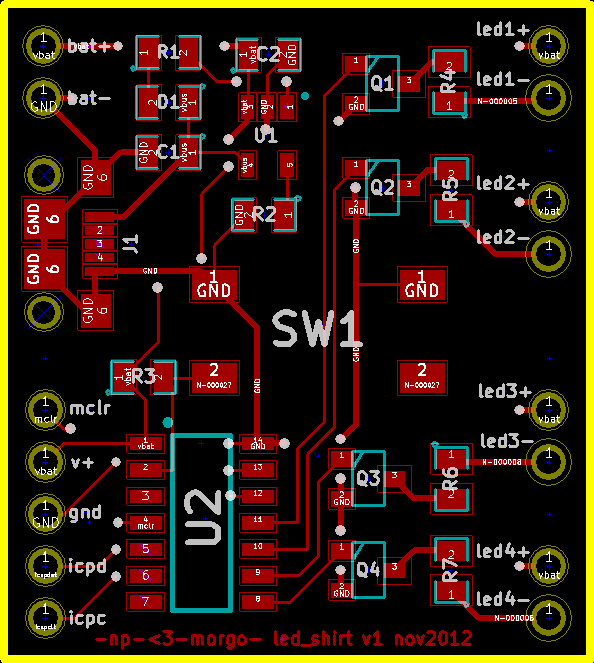 bat+
1
vbat
bat-
1
GND
1
R1
2
2
D1
1
vbus
GND
C1
vbus
vbat
C2
GND
3
vbus
2
GND
1
U1
vbus
4
5
GND
R2
1
GND
6
GND
6
GND
6
GND
6
1
2
3
4
J1
GND
1
GND
1
GND
SW1
2
N-000027
2
N-000027
1
vbat
R3
2
GND
GND
GND
1
2
GND
Q1
3
2
R4
1
1
2
GND
Q2
3
2
R5
1
led1+
1
vbat
led1-
N-000005
1
led2+
1
vbat
led2-
1
mclr
1
mclr
v+
1
vbat
gnd
1
GND
icpd
1
icspdat
icpc
1
icspclk
1
vbat
2
3
4
mclr
5
6
7
U2
14
GND
13
12
11
10
9
8
1
2
GND
Q3
3
1
R6
2
1
2
GND
Q4
3
2
R7
1
led3+
1
vbat
led3-
N-000008
1
led4+
1
vbat
led4-
N-000006
1
-np-<3-morgo- led_shirt v1 nov2012